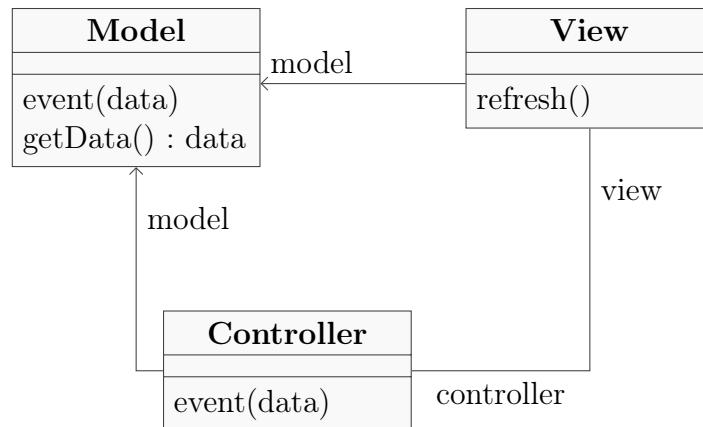 Model
event(data)
getData() : data
model
View
refresh()
view
model
Controller
event(data)
controller